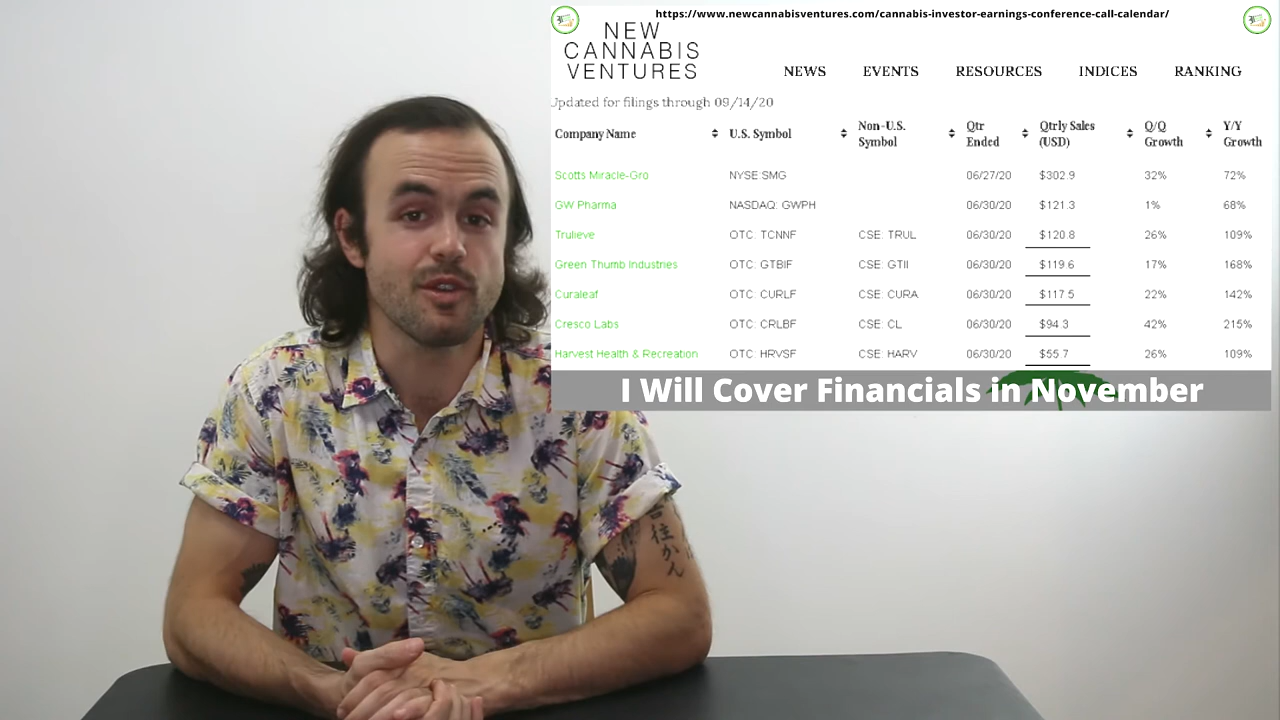 https://www.newcannabisventures.com/cannabis-investor-earnings-conference-call-calendar/
NEW
CANNABIS
VENTURES
NEWS EVENTS RESOURCES INDICES RANKING
Updated for filings through 09/14/20
Company Name U.S. Symbol Non-U.S. Symbol Qtr Ended Qtrly Sales (USD) Q/Q Growth Y/Y Growth
Scotts Miracle-Gro NYSE SMG 06/27/20 $302.9 32% 72%
GW Pharma NASDAQ: GWPH 06/30/20 $121.3 1% 68%
Trulieve OTC: TCNNF CSE: TRUL 06/30/20 $120.8 26% 109%
Green Thumb Industries OTC: GTBIF CSE: GTII 06/30/20 $119.6 17% 168%
Curaleaf OTC: CURLF CSE: CURA 06/30/20 $117.5 22% 142%
Cresco Labs OTC: CRLBF CSE: CL 06/30/20 $94.3 42% 215%
Harvest Health & Recreation OTC: HRVSF CSE: HARV 06/30/20 $55.7 26% 109%
I Will Cover Financials in November
往かん